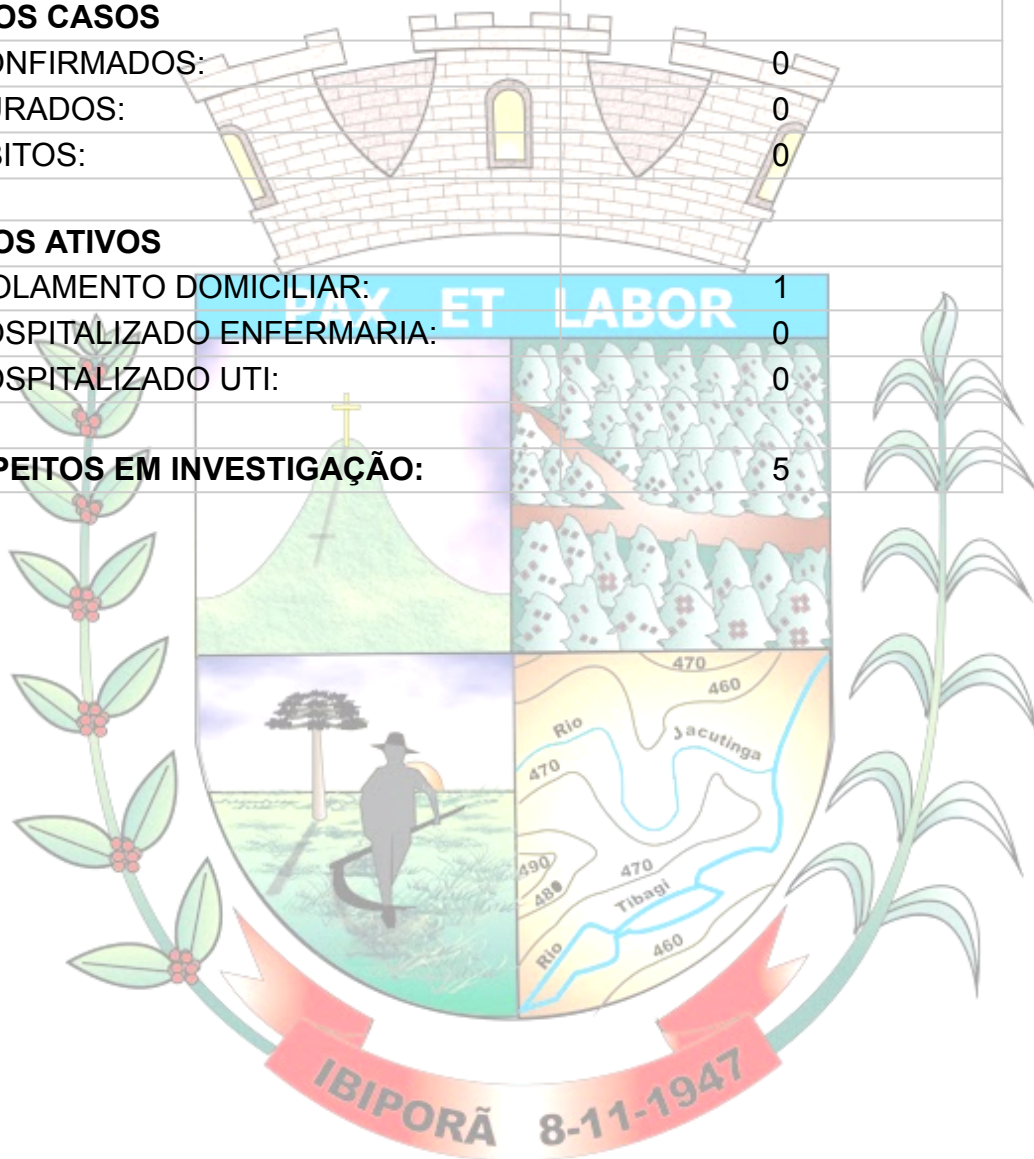 OS CASOS
ONFIRMADOS: 0
URADOS: 0
BITOS: 0
OS ATIVOS
OLAMENTO DOMICILIAR: 1
OSPITALIZADO ENFERMARIA: 0
OSPITALIZADO UTI: 0
PEITOS EM INVESTIGAÇÃO: 5
PAX ET LABOR
470
460
Rio Jacutinga
470
490
480
470
Rio Tibagi
460
IBIPORÃ 8-11-1947